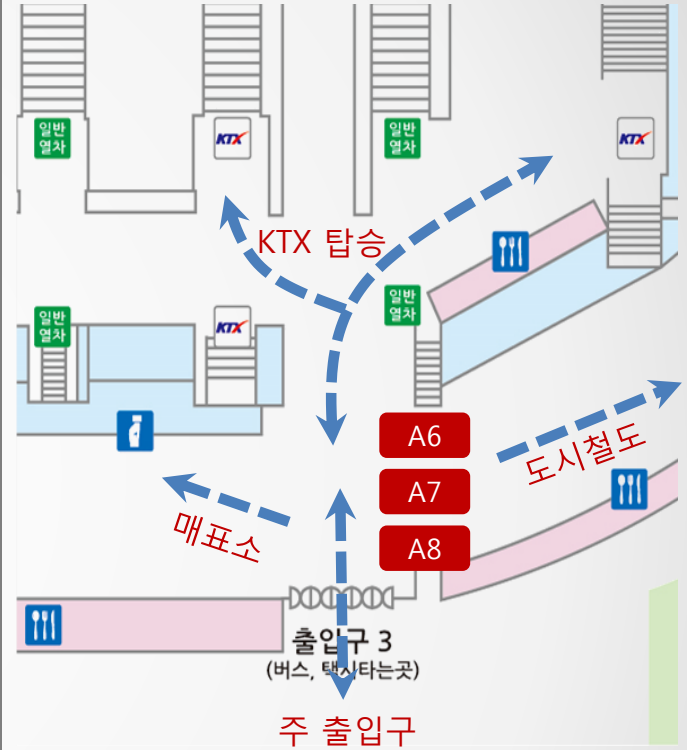 일반
열차
KTX
일반
열차
KTX
KTX 탑승
일반
열차
일반
열차
KTX
A6
A7
A8
도시철도
매표소
출입구 3
(버스, 택시타는곳)
주 출입구